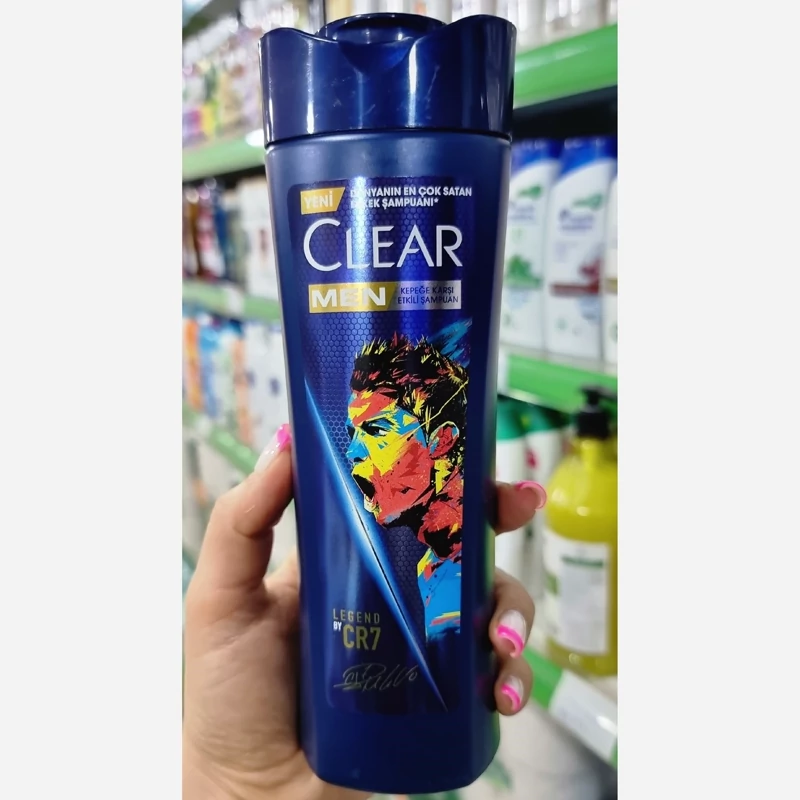 YENİ
DÜNYANIN EN ÇOK SATAN
ERKEK ŞAMPUANI*
CLEAR
MEN
KEPEĞE KARŞI
ETKİLİ ŞAMPUAN
LEGEND
BY CR7